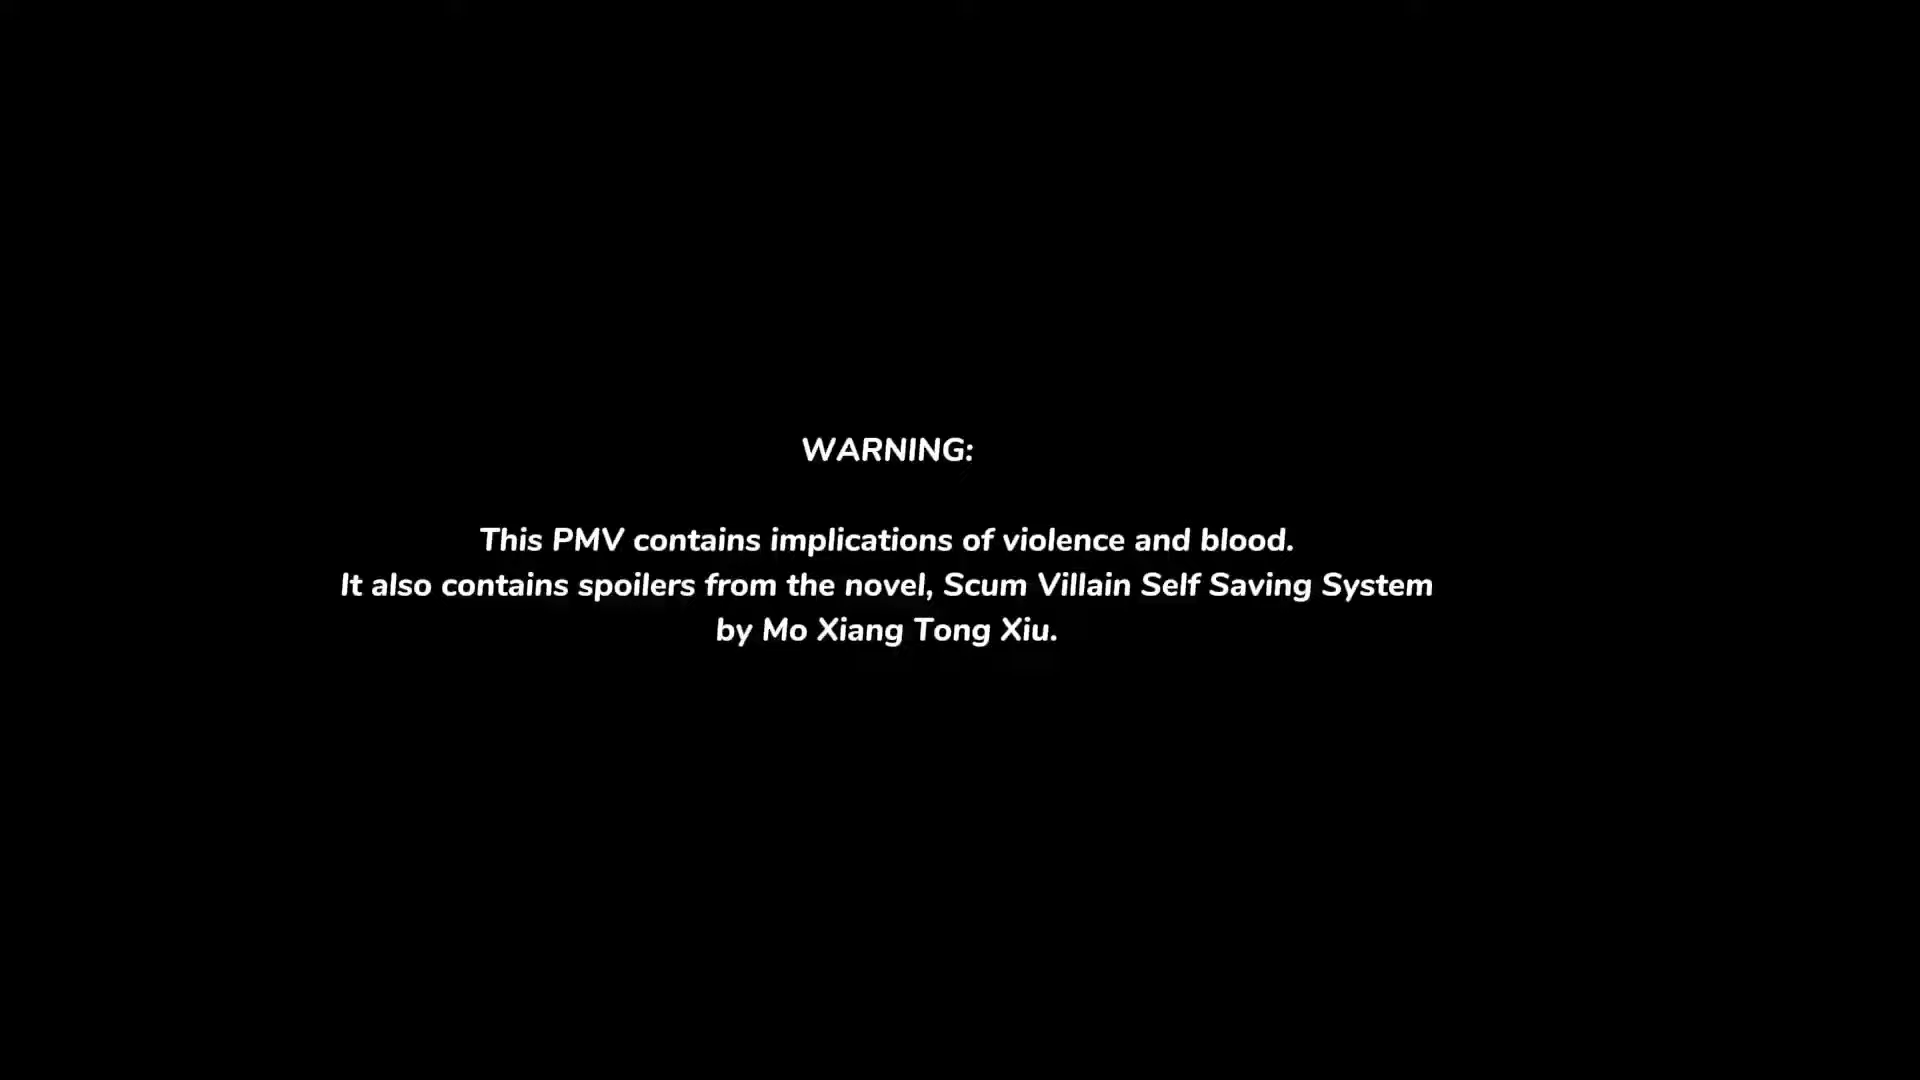 WARNING:
This PMV contains implications of violence and blood.
It also contains spoilers from the novel, Scum Villain Self Saving System
by Mo Xiang Tong Xiu.